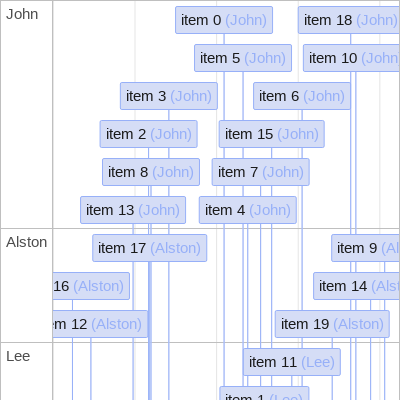 John
item 0 (John)
item 18 (John)
item 5 (John)
item 10 (John
item 3 (John)
item 6 (John)
item 2 (John)
item 15 (John)
item 8 (John)
item 7 (John)
item 13 (John)
item 4 (John)
Alston
item 17 (Alston)
item 9 (Al
16 (Alston)
item 14 (Alst
m 12 (Alston)
item 19 (Alston)
Lee
item 11 (Lee)
item 1 (Lee)